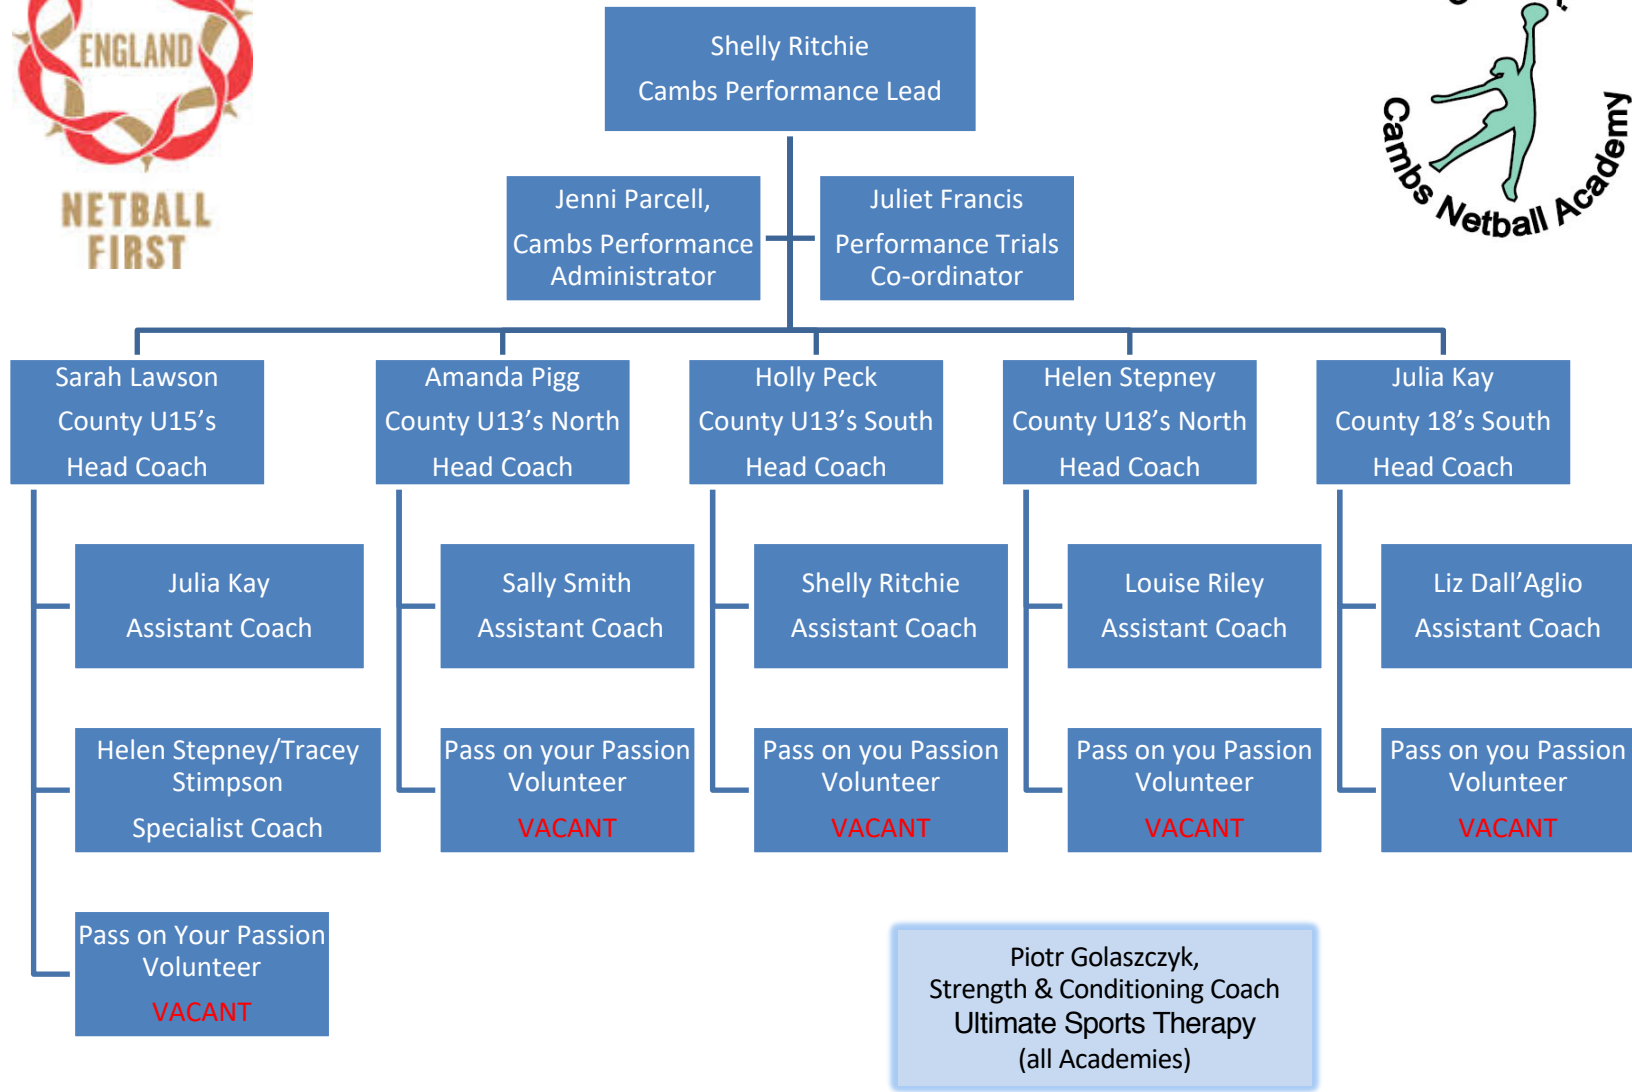 ENGLAND
NETBALL
FIRST
Shelly Ritchie
Cambs Performance Lead
Cambs Netball Academy
Jenni Parcell,
Cambs Performance
Administrator
Juliet Francis
Performance Trials
Co-ordinator
Sarah Lawson
County U15’s
Head Coach
Amanda Pigg
County U13’s North
Head Coach
Holly Peck
County U13’s South
Head Coach
Helen Stepney
County U18’s North
Head Coach
Julia Kay
County 18’s South
Head Coach
Julia Kay
Assistant Coach
Sally Smith
Assistant Coach
Shelly Ritchie
Assistant Coach
Louise Riley
Assistant Coach
Liz Dall’Aglio
Assistant Coach
Helen Stepney/Tracey
Stimpson
Specialist Coach
Pass on your Passion
Volunteer
VACANT
Pass on you Passion
Volunteer
VACANT
Pass on you Passion
Volunteer
VACANT
Pass on you Passion
Volunteer
VACANT
Pass on Your Passion
Volunteer
VACANT
Piotr Golaszczyk,
Strength & Conditioning Coach
Ultimate Sports Therapy
(all Academies)